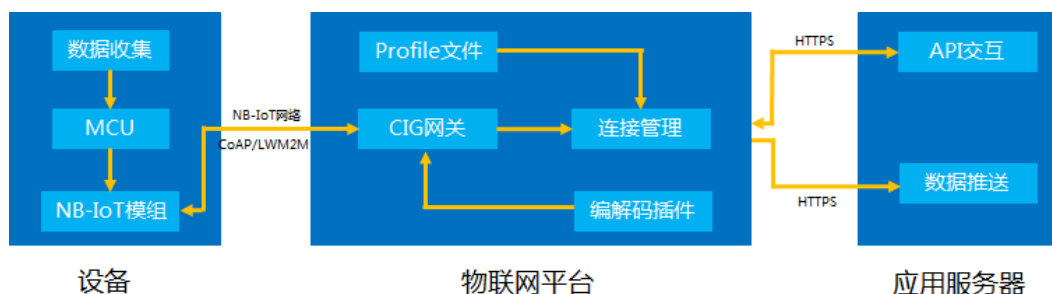 数据收集
MCU
NB-IoT模组
NB-IoT网络
CoAP/LWM2M
Profile文件
CIG网关
连接管理
编解码插件
HTTPS
HTTPS
API交互
数据推送
设备
物联网平台
应用服务器